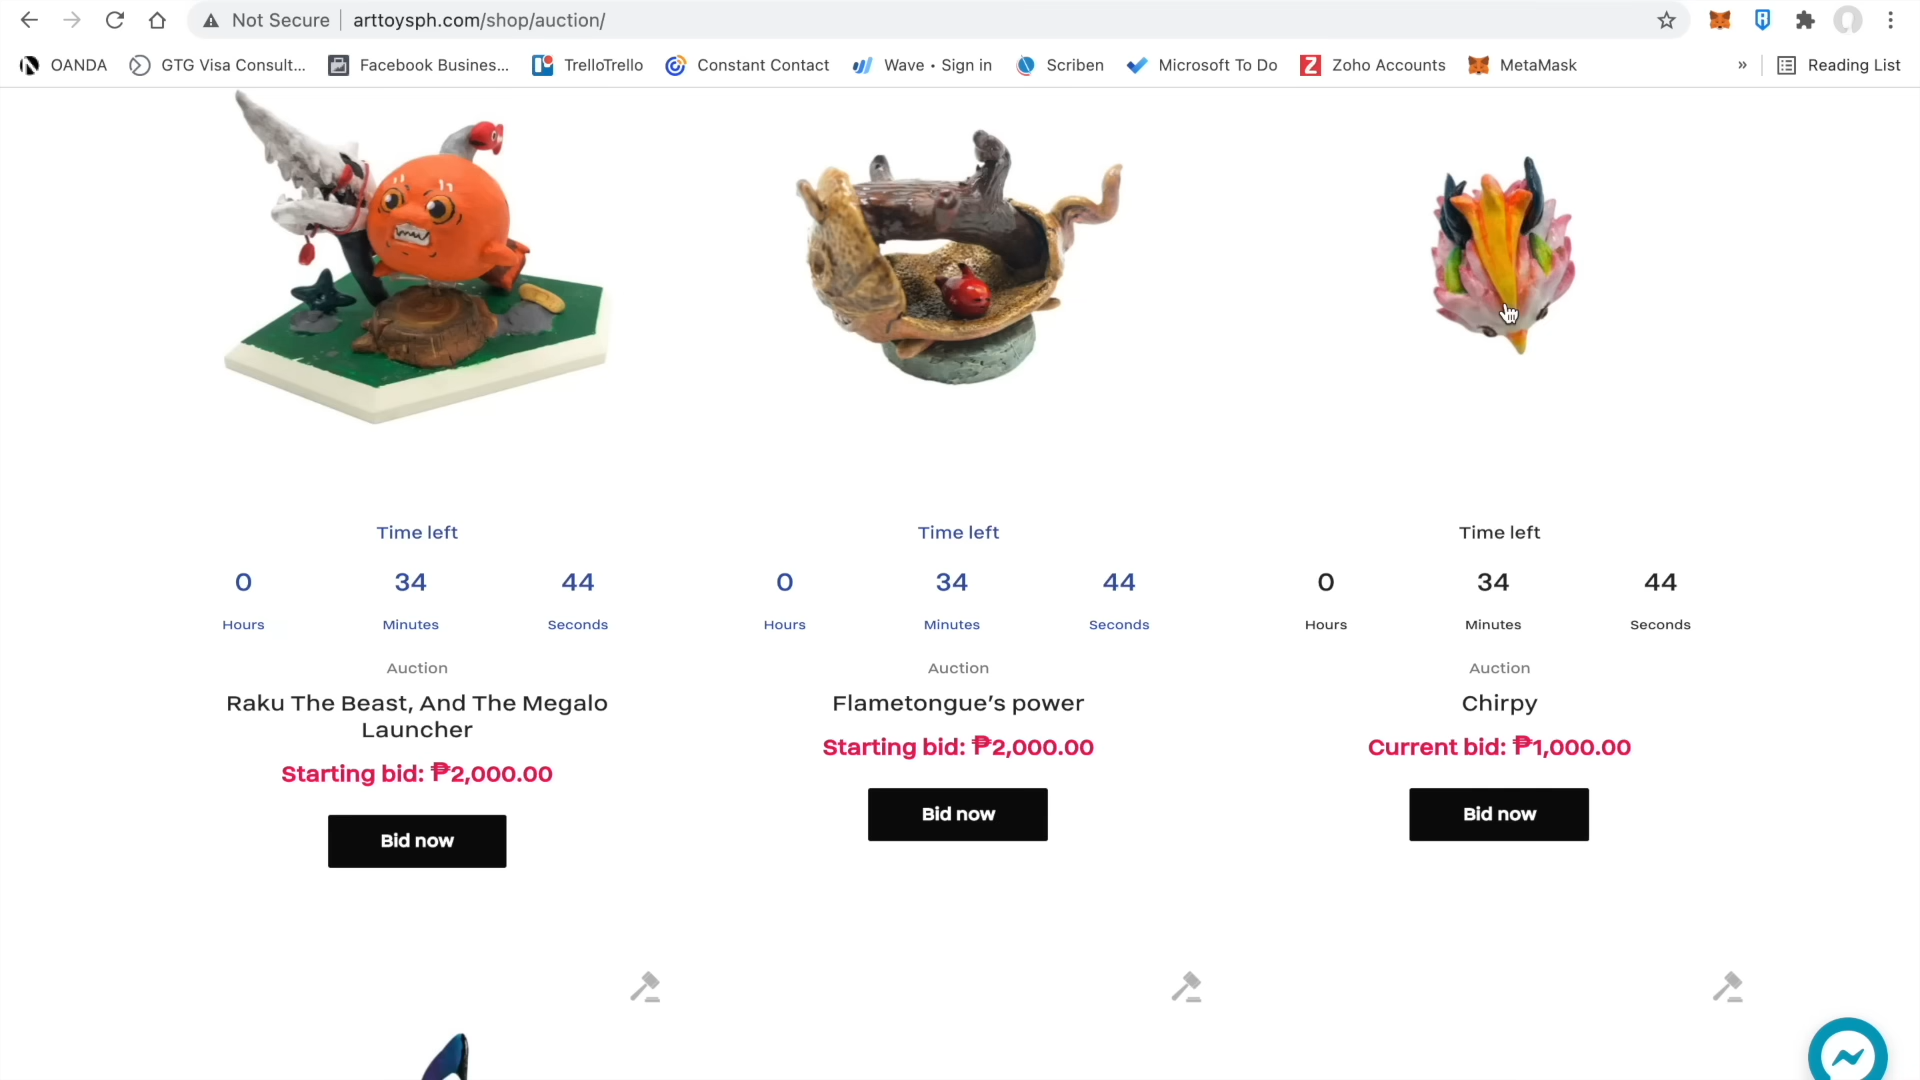 Not Secure arttoysph.com/shop/auction/
OANDA GTG Visa Consult... Facebook Busines... TrelloTrello Constant Contact Wave • Sign in Scriben Microsoft To Do Zoho Accounts MetaMask » Reading List
Time left Time left Time left
0 34 44 0 34 44 0 34 44
Hours Minutes Seconds Hours Minutes Seconds Hours Minutes Seconds
Auction Auction Auction
Raku The Beast, And The Megalo Launcher
Flametongue’s power
Chirpy
Starting bid: ₱2,000.00
Starting bid: ₱2,000.00
Current bid: ₱1,000.00
Bid now
Bid now
Bid now